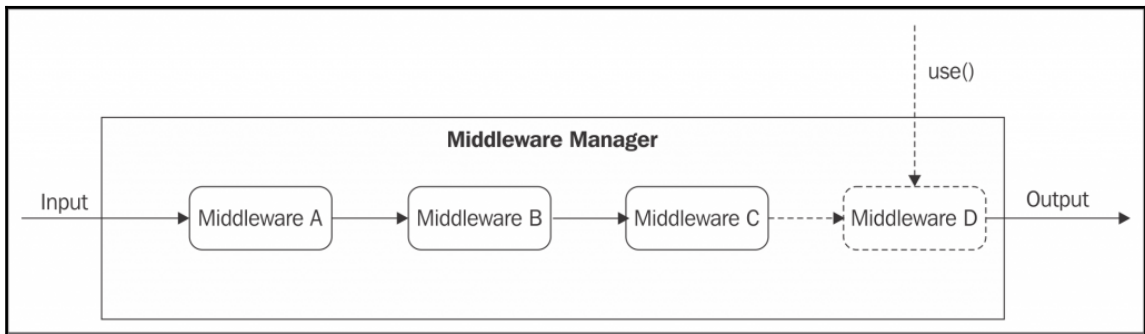 use()
Middleware Manager
Input
Middleware A
Middleware B
Middleware C
Middleware D
Output